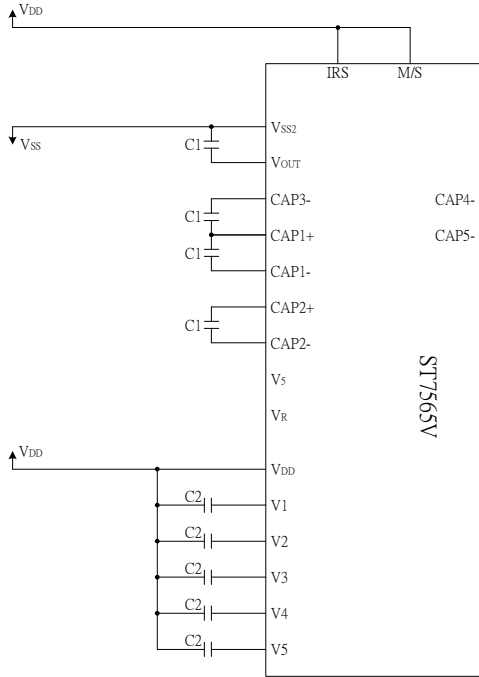 VDD
IRS M/S
VSS
VSS2
C1
VOUT
CAP3- CAP4-
C1
CAP1+ CAP5-
C1
CAP1-
CAP2+
C1
CAP2-
V5
ST7565V
VR
VDD
VDD
C2 V1
C2 V2
C2 V3
C2 V4
C2 V5